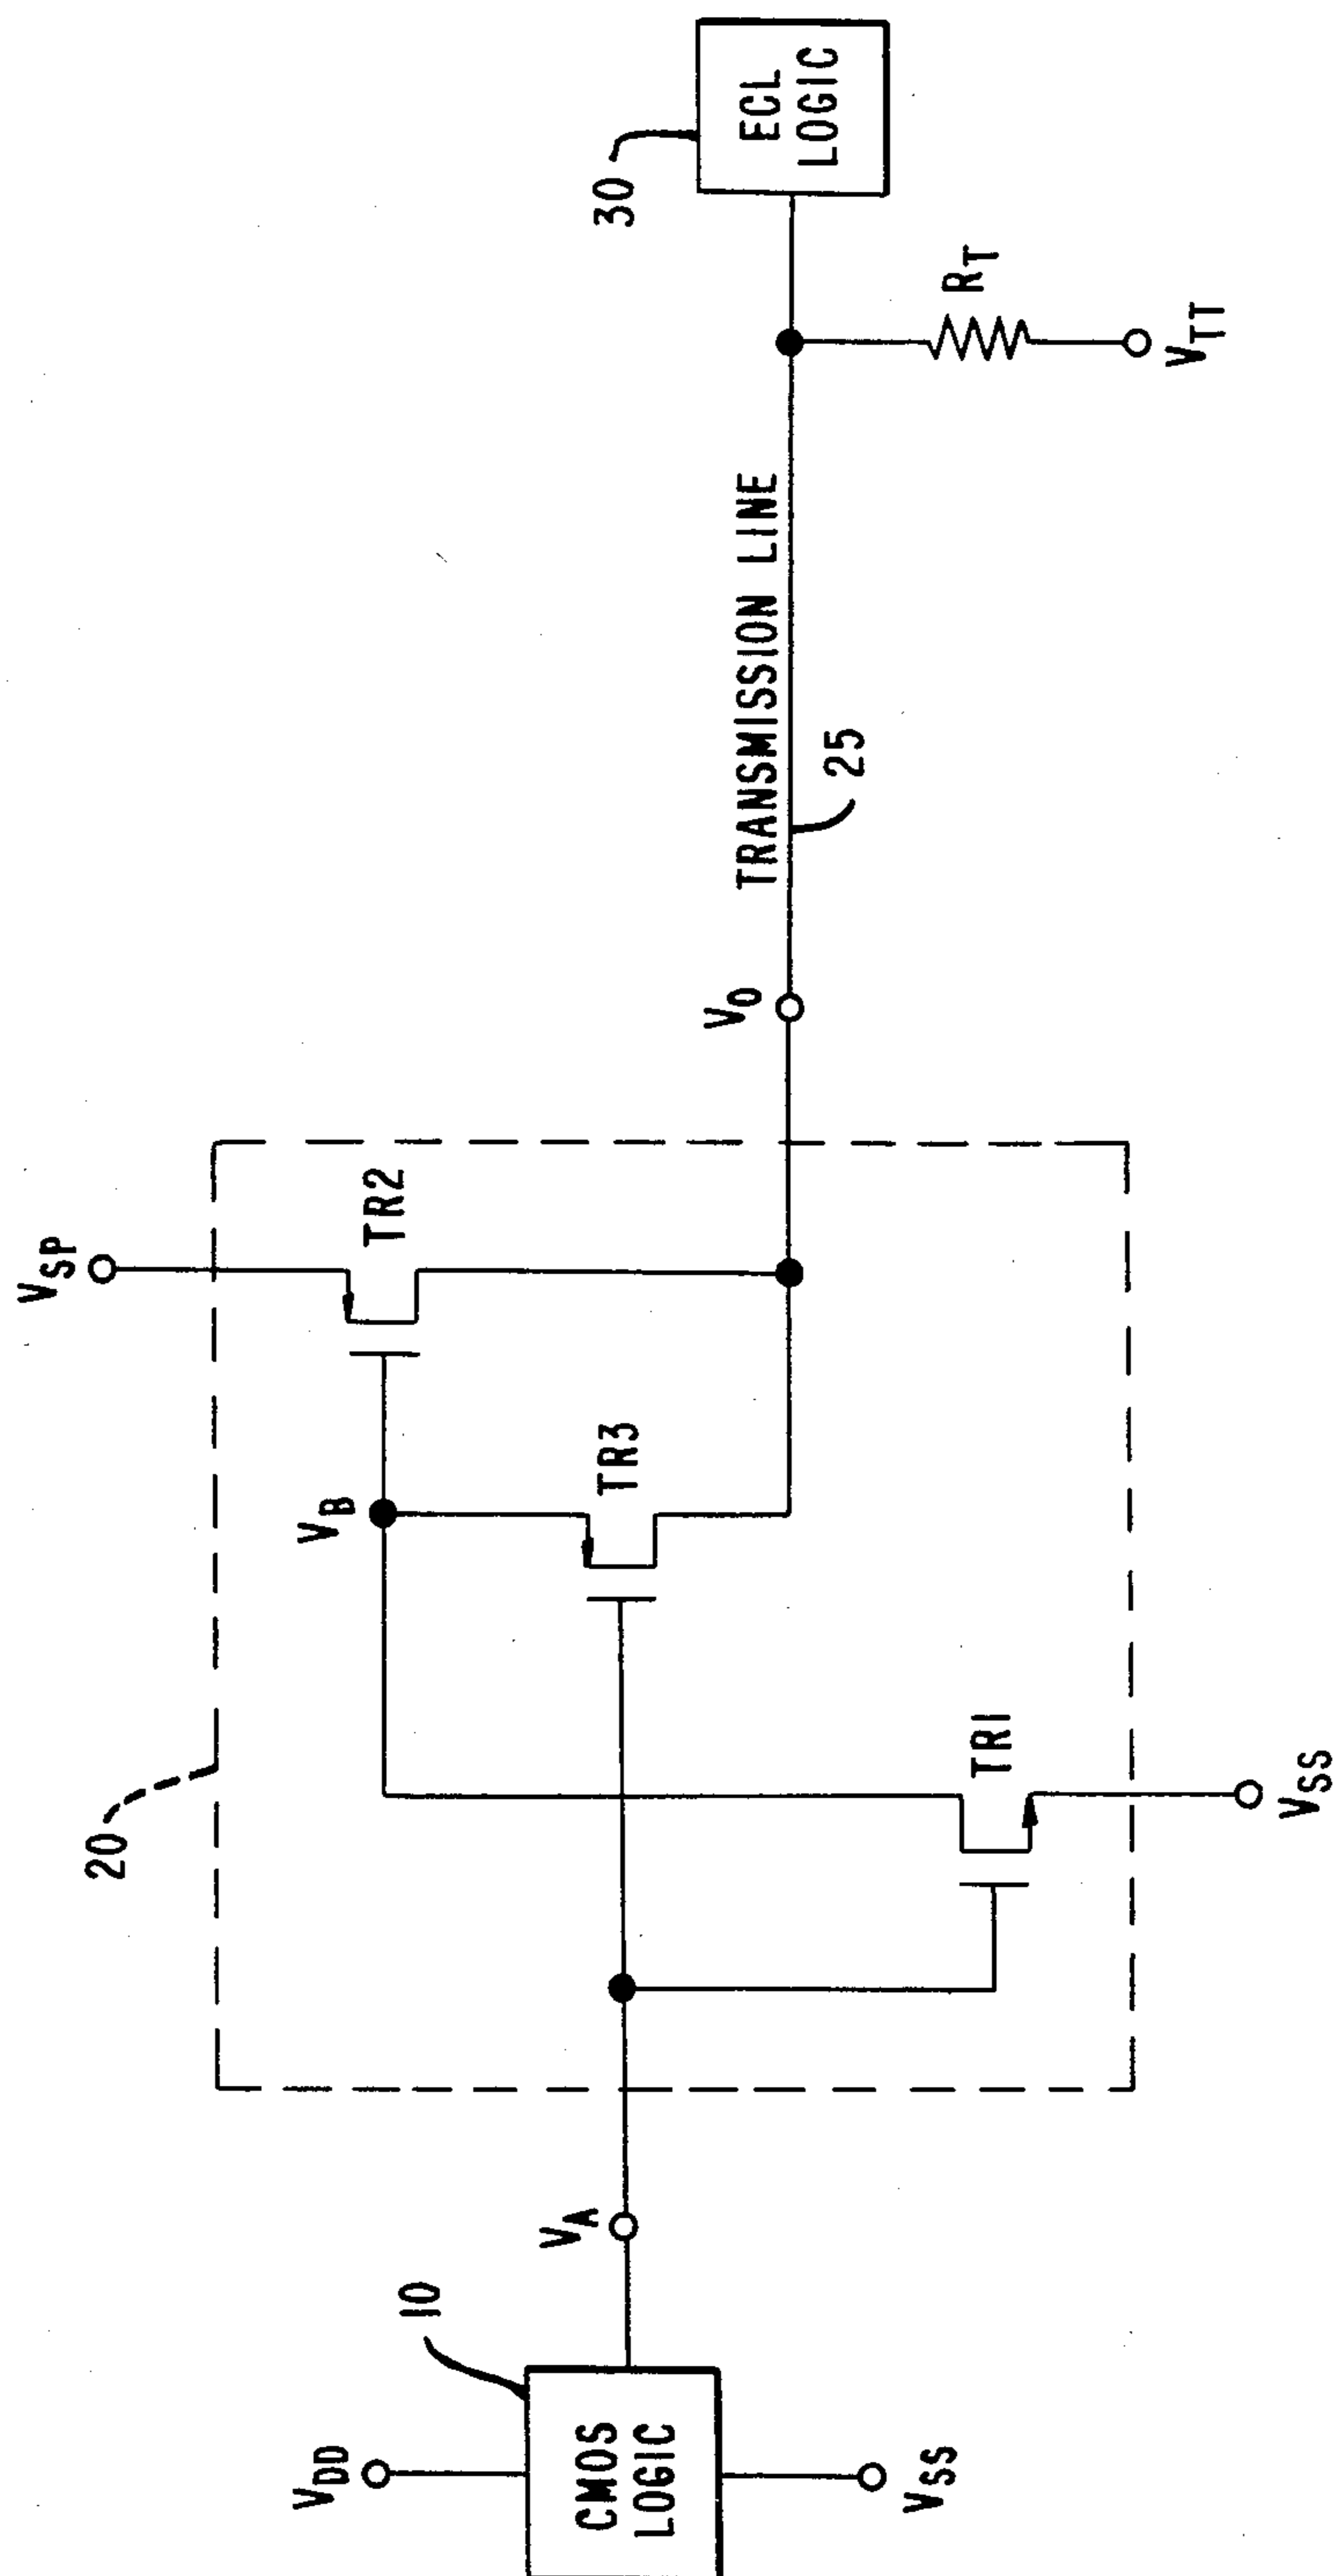 V_DD
10
CMOS
LOGIC
V_SS
V_A
20
V_B
V_SP
TR2
TR3
TR1
V_SS
V_O
TRANSMISSION LINE
25
R_T
V_TT
30
ECL
LOGIC